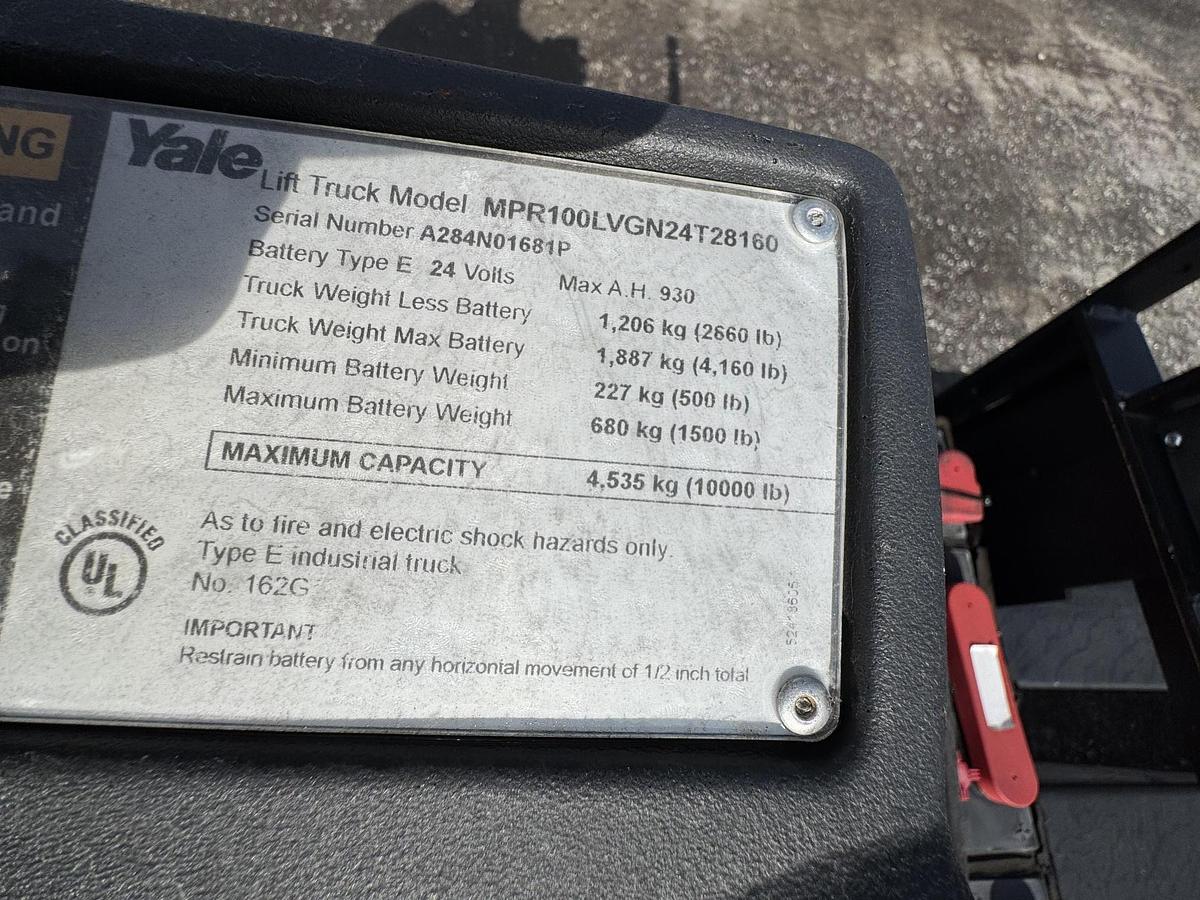 NG
and
on
e
Yale
Lift Truck Model MPR100LVGN24T28160
Serial Number A284N01681P
Battery Type E 24 Volts Max A.H. 930
Truck Weight Less Battery 1,206 kg (2660 lb)
Truck Weight Max Battery 1,887 kg (4,160 lb)
Minimum Battery Weight 227 kg (500 lb)
Maximum Battery Weight 680 kg (1500 lb)
MAXIMUM CAPACITY 4,535 kg (10000 lb)
CLASSIFIED
UL
®
As to fire and electric shock hazards only.
Type E industrial truck
No. 162G
IMPORTANT
Restrain battery from any horizontal movement of 1/2 inch total